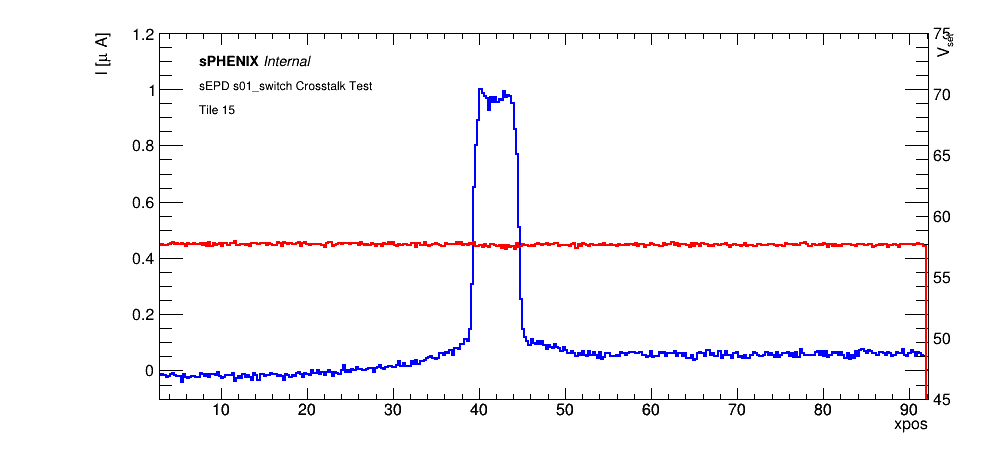 I [μ A]
1.2
1
0.8
0.6
0.4
0.2
0
sPHENIX Internal
sEPD s01_switch Crosstalk Test
Tile 15
75
70
65
60
55
50
45
V_set
10 20 30 40 50 60 70 80 90
xpos